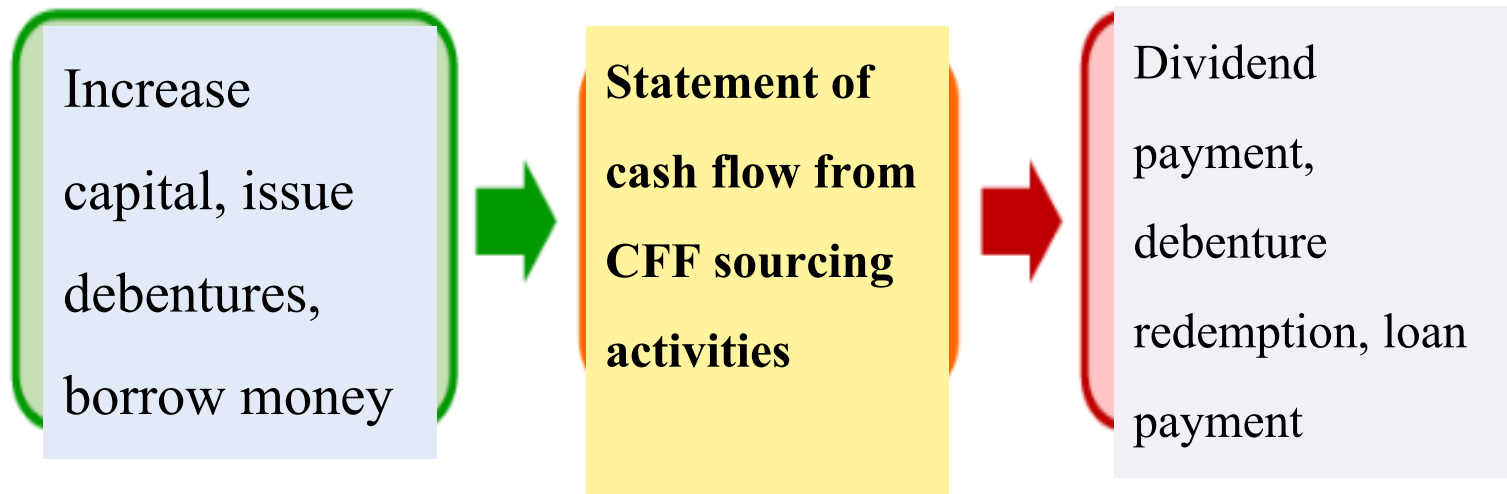 Increase
capital, issue
debentures,
borrow money
Statement of
cash flow from
CFF sourcing
activities
Dividend
payment,
debenture
redemption, loan
payment